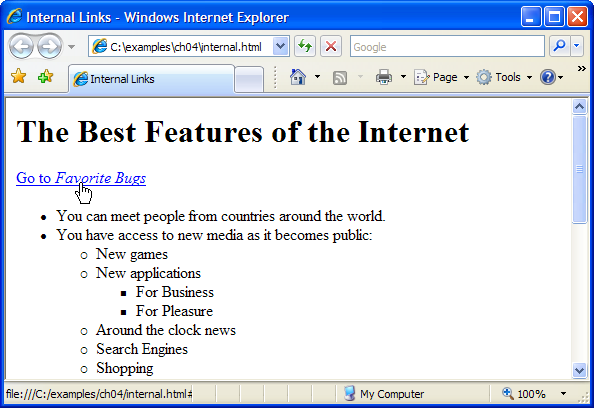 Internal Links - Windows Internet Explorer
C:\examples\ch04\internal.html
Google
Internal Links
Page
Tools
The Best Features of the Internet
Go to Favorite Bugs
You can meet people from countries around the world.
You have access to new media as it becomes public:
New games
New applications
For Business
For Pleasure
Around the clock news
Search Engines
Shopping
file:///C:/examples/ch04/internal.html#
My Computer
100%